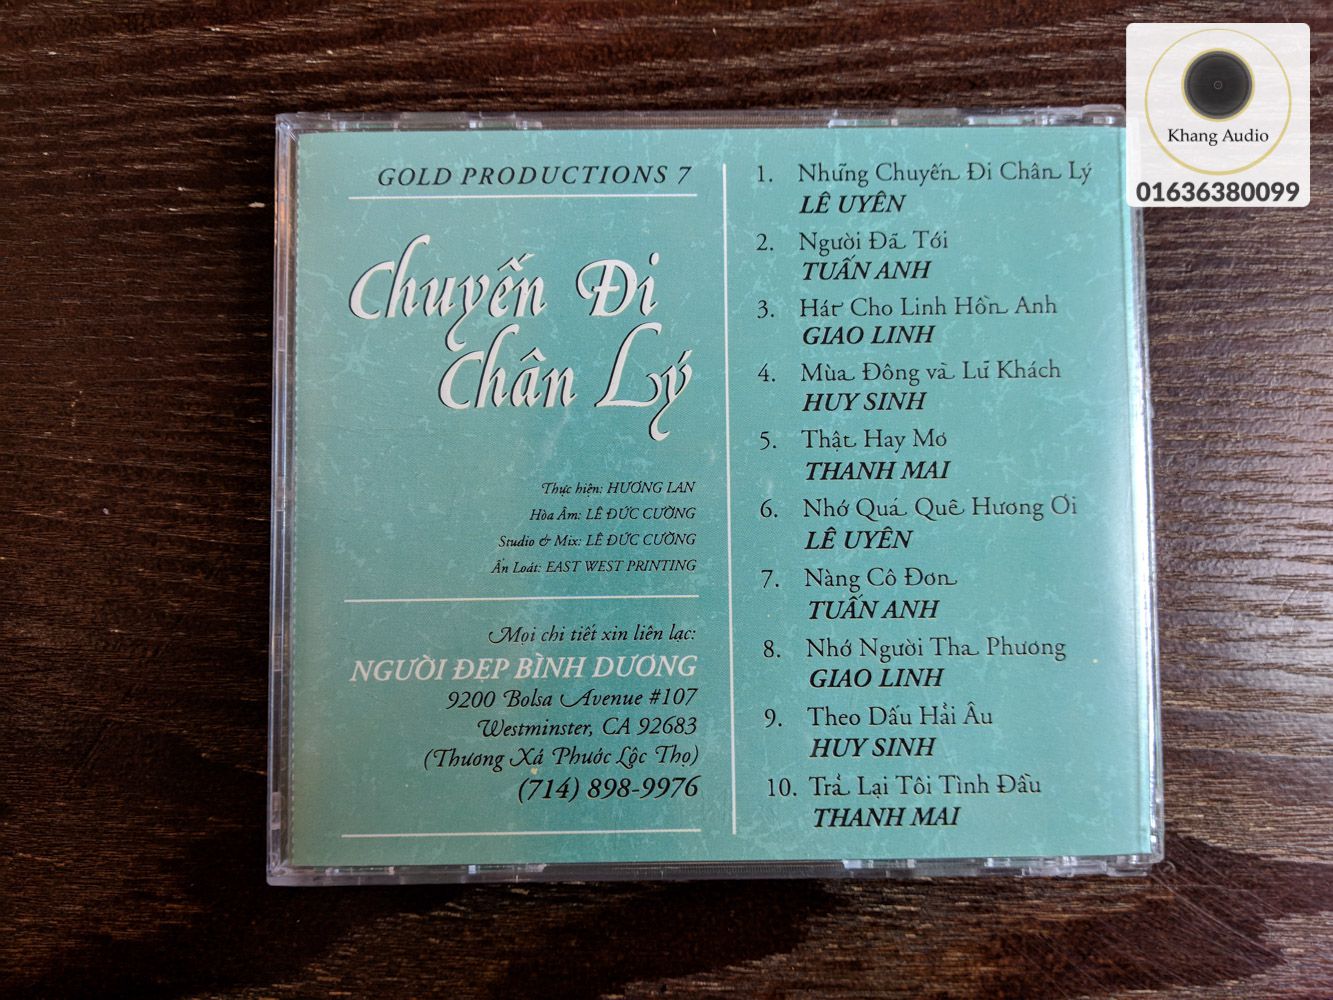 GOLD PRODUCTIONS 7
Chuyến Đi
Chân Lý
Thực hiện: HƯƠNG LAN
Hòa Âm: LÊ ĐỨC CƯỜNG
Studio & Mix: LÊ ĐỨC CƯỜNG
Ấn Loát: EAST WEST PRINTING
Mọi chi tiết xin liên lạc:
NGƯỜI ĐẸP BÌNH DƯƠNG
9200 Bolsa Avenue #107
Westminster, CA 92683
(Thương Xá Phước Lộc Thọ)
(714) 898-9976
1. Những Chuyến Đi Chân Lý
LÊ UYÊN
2. Người Đã Tới
TUẤN ANH
3. Hát Cho Linh Hồn Anh
GIAO LINH
4. Mùa Đông và Lữ Khách
HUY SINH
5. Thật Hay Mơ
THANH MAI
6. Nhớ Quá Quê Hương Ơi
LÊ UYÊN
7. Nàng Cô Đơn
TUẤN ANH
8. Nhớ Người Tha Phương
GIAO LINH
9. Theo Dấu Hải Âu
HUY SINH
10. Trả Lại Tôi Tình Đầu
THANH MAI
Khang Audio
01636380099